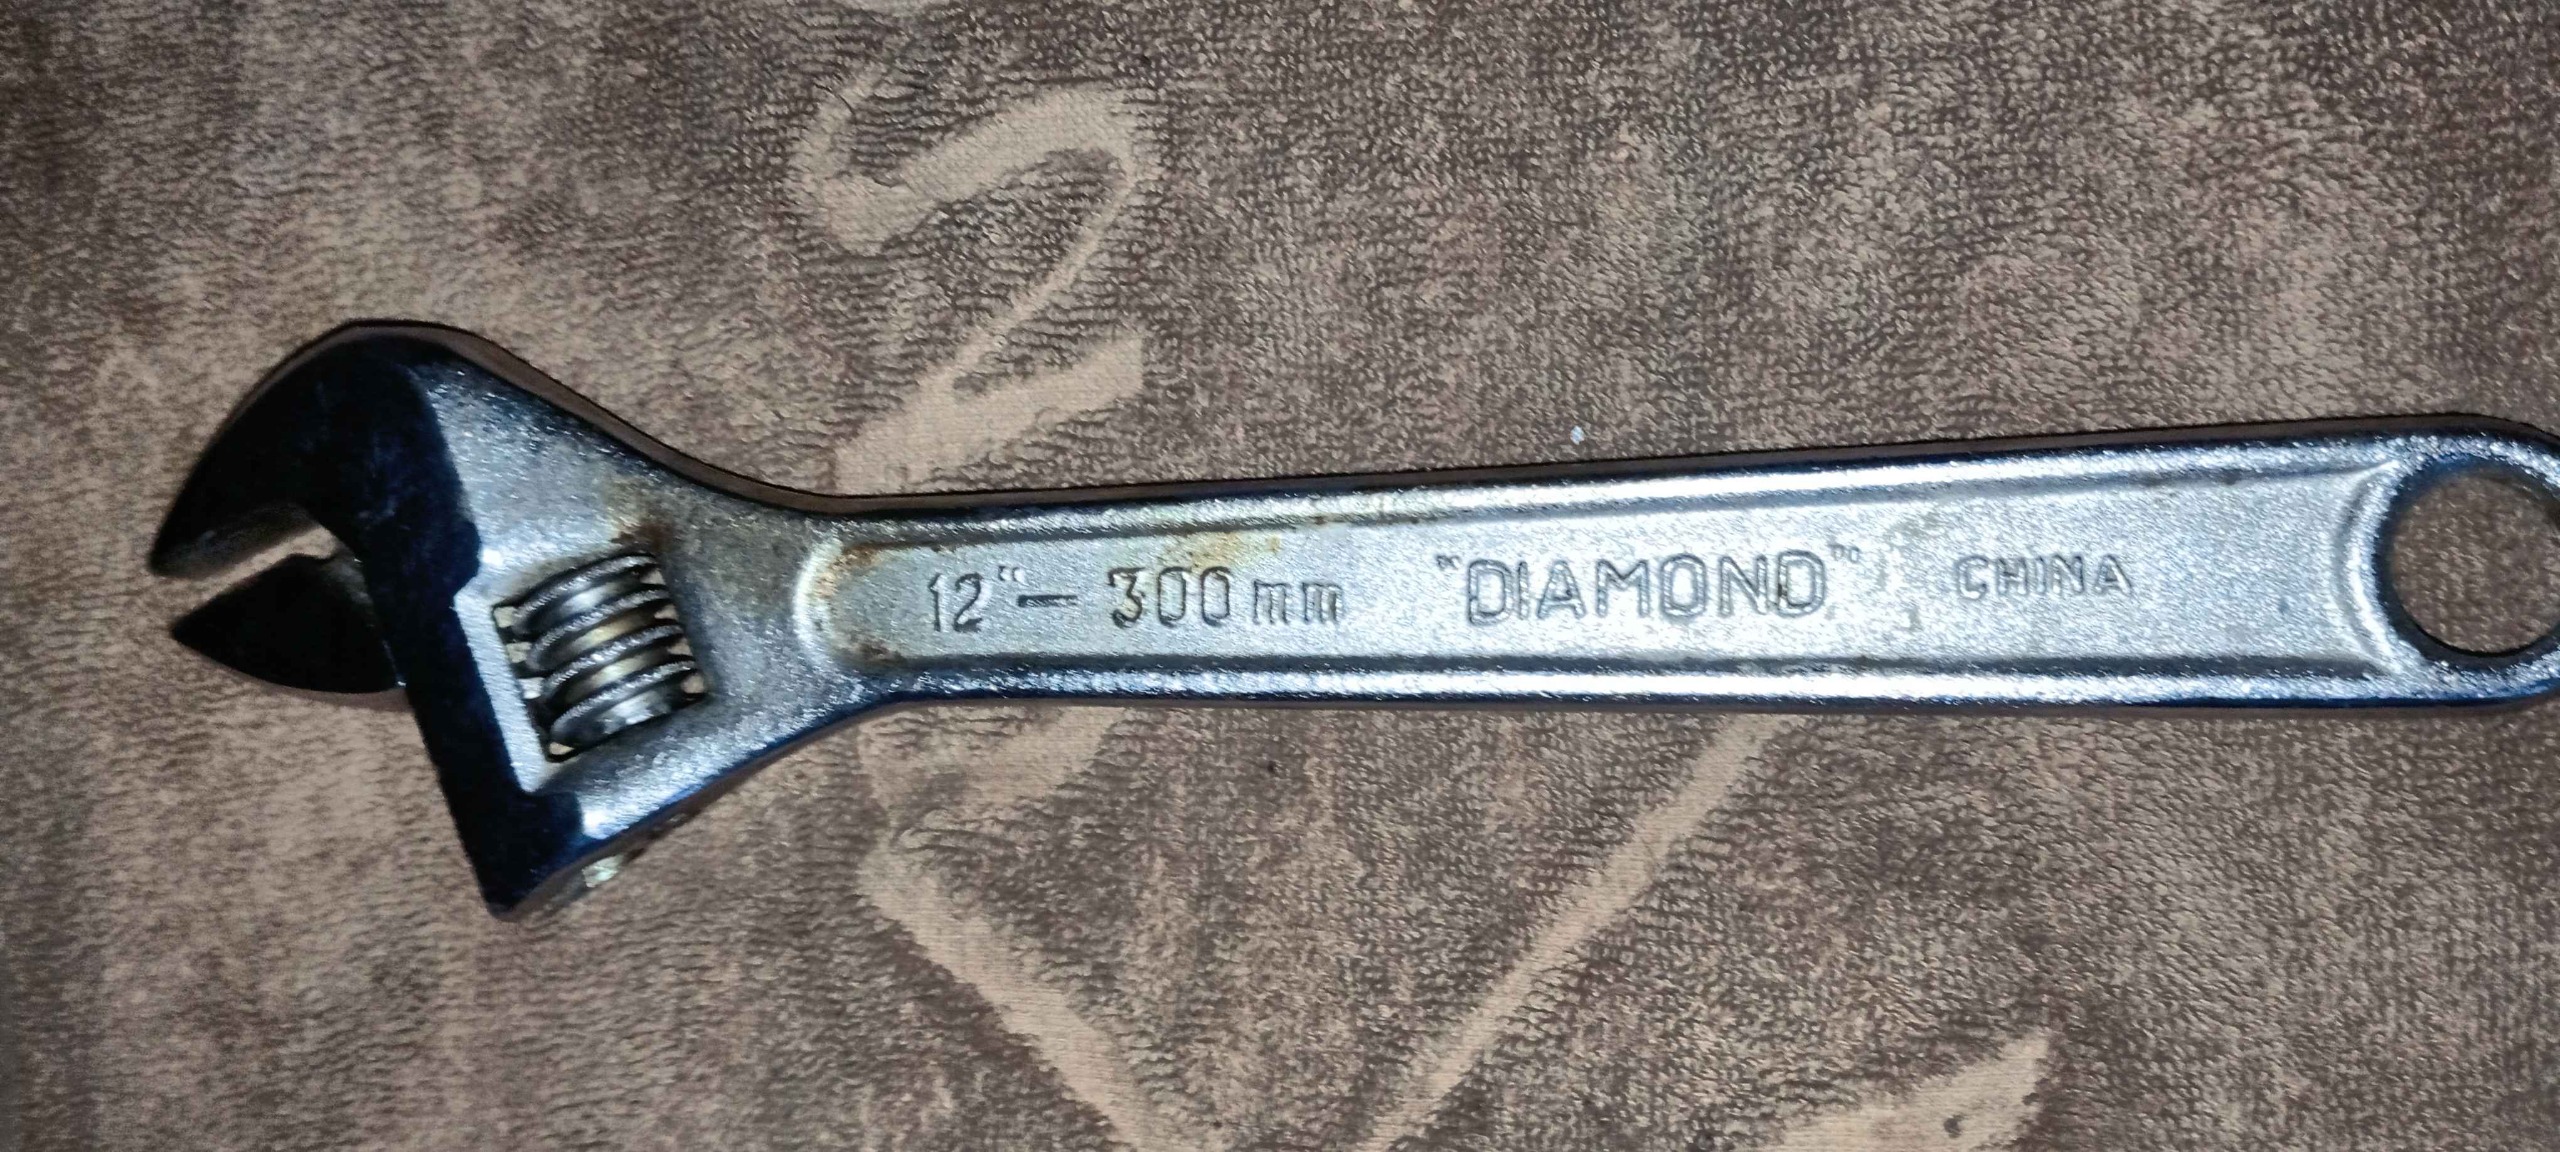 12"— 300mm "DIAMOND" CHINA